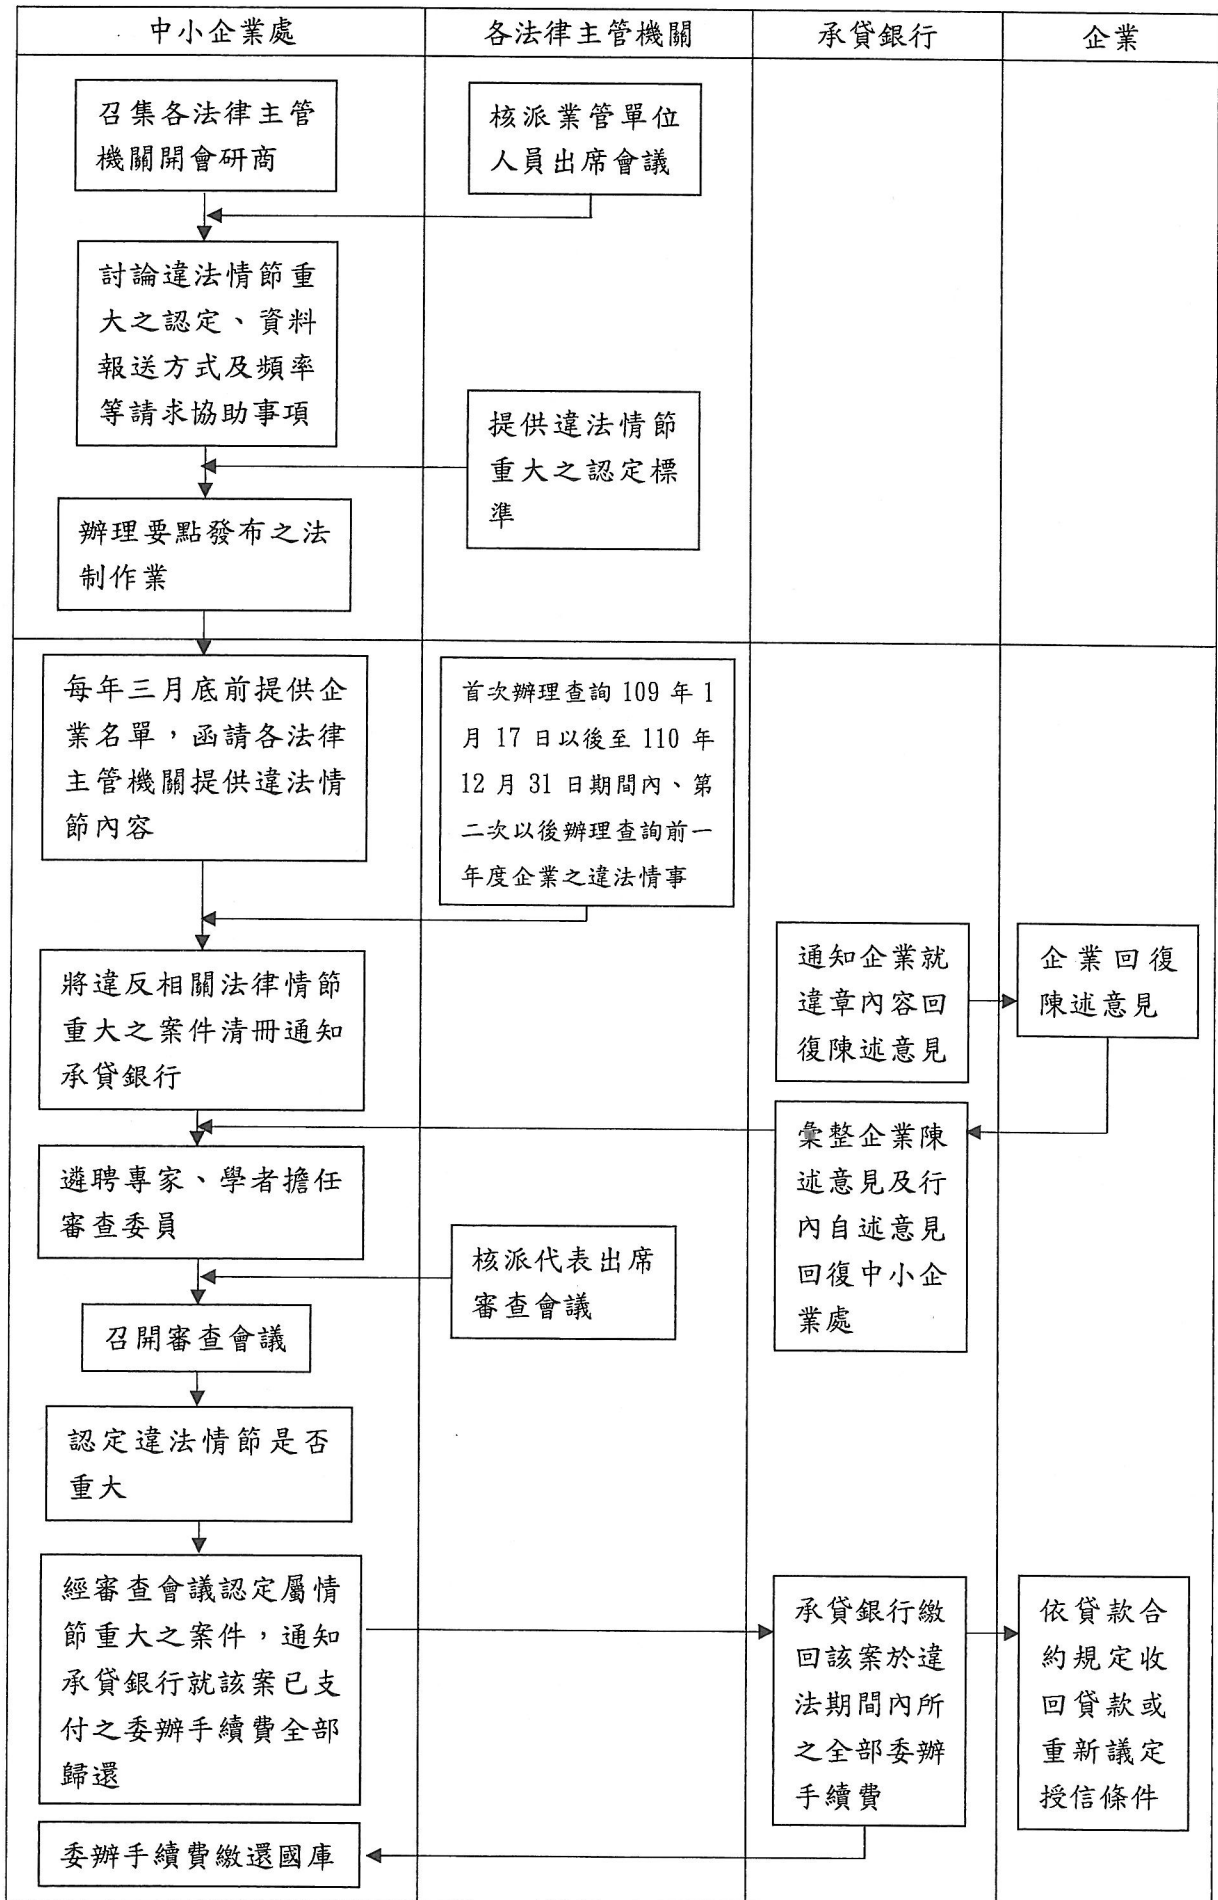 中小企業處
各法律主管機關
承貸銀行
企業
召集各法律主管
機關開會研商
核派業管單位
人員出席會議
討論違法情節重
大之認定、資料
報送方式及頻率
等請求協助事項
提供違法情節
重大之認定標
準
辦理要點發布之法
制作業
每年三月底前提供企
業名單，函請各法律
主管機關提供違法情
節內容
首次辦理查詢 109 年 1
月 17 日以後至 110 年
12 月 31 日期間內、第
二次以後辦理查詢前一
年度企業之違法情事
將違反相關法律情節
重大之案件清冊通知
承貸銀行
通知企業就
違章內容回
復陳述意見
企業回復
陳述意見
彙整企業陳
述意見及行
內自述意見
回復中小企
業處
遴聘專家、學者擔任
審查委員
核派代表出席
審查會議
召開審查會議
認定違法情節是否
重大
經審查會議認定屬情
節重大之案件，通知
承貸銀行就該案已支
付之委辦手續費全部
歸還
承貸銀行繳
回該案於違
法期間內所
之全部委辦
手續費
依貸款合
約規定收
回貸款或
重新議定
授信條件
委辦手續費繳還國庫